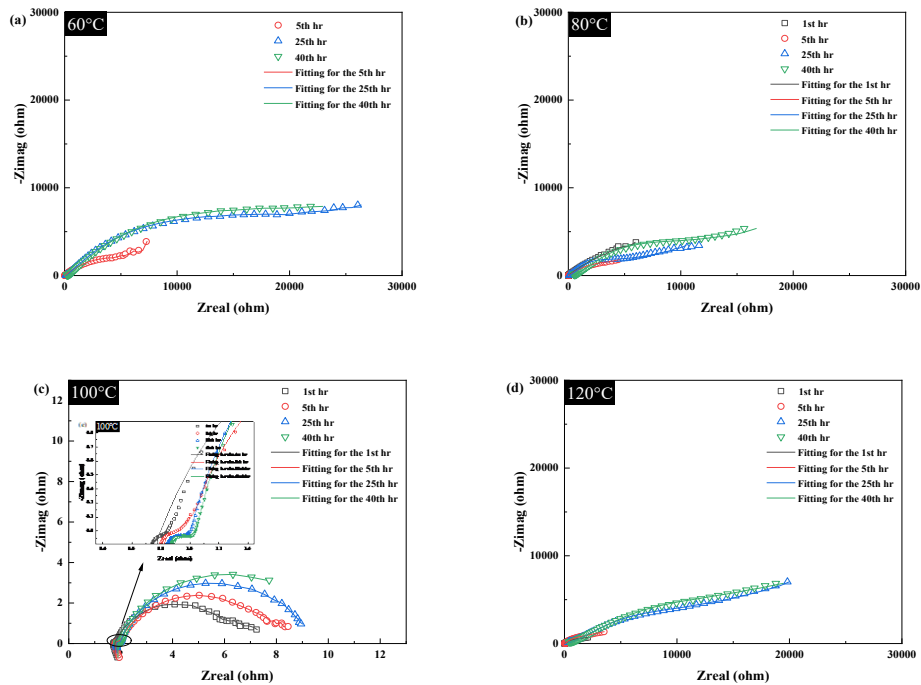 (a)
60°C
5th hr
25th hr
40th hr
Fitting for the 5th hr
Fitting for the 25th hr
Fitting for the 40th hr
30000
20000
10000
0
-Zimag (ohm)
0 10000 20000 30000
Zreal (ohm)
(b)
80°C
1st hr
5th hr
25th hr
40th hr
Fitting for the 1st hr
Fitting for the 5th hr
Fitting for the 25th hr
Fitting for the 40th hr
30000
20000
10000
0
-Zimag (ohm)
0 10000 20000 30000
Zreal (ohm)
(c)
100°C
1st hr
5th hr
25th hr
40th hr
Fitting for the 1st hr
Fitting for the 5th hr
Fitting for the 25th hr
Fitting for the 40th hr
12
10
8
6
4
2
0
-Zimag (ohm)
0 2 4 6 8 10 12
Zreal (ohm)
100°C
-Zimag (ohm)
Zreal (ohm)
(d)
120°C
1st hr
5th hr
25th hr
40th hr
Fitting for the 1st hr
Fitting for the 5th hr
Fitting for the 25th hr
Fitting for the 40th hr
30000
20000
10000
0
-Zimag (ohm)
0 10000 20000 30000
Zreal (ohm)